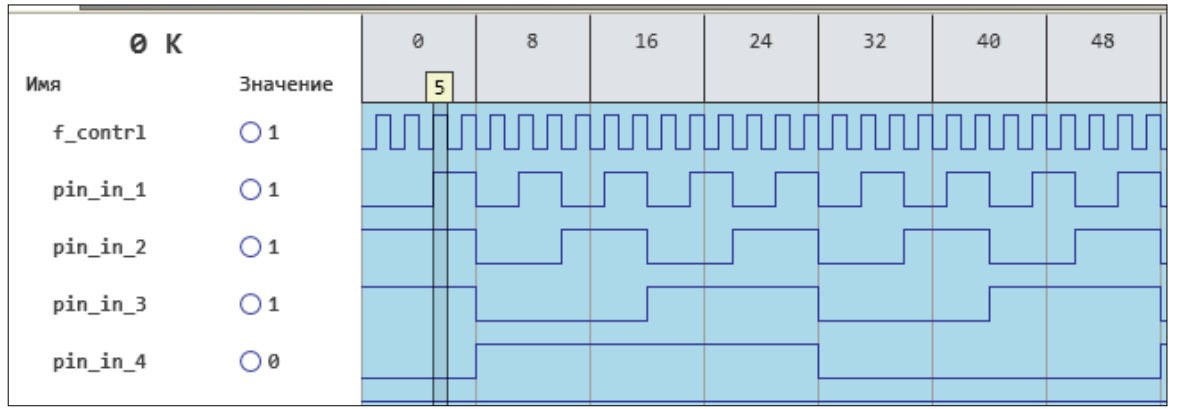 0 K
0 8 16 24 32 40 48
Имя Значение 5
f_contrl 1
pin_in_1 1
pin_in_2 1
pin_in_3 1
pin_in_4 0